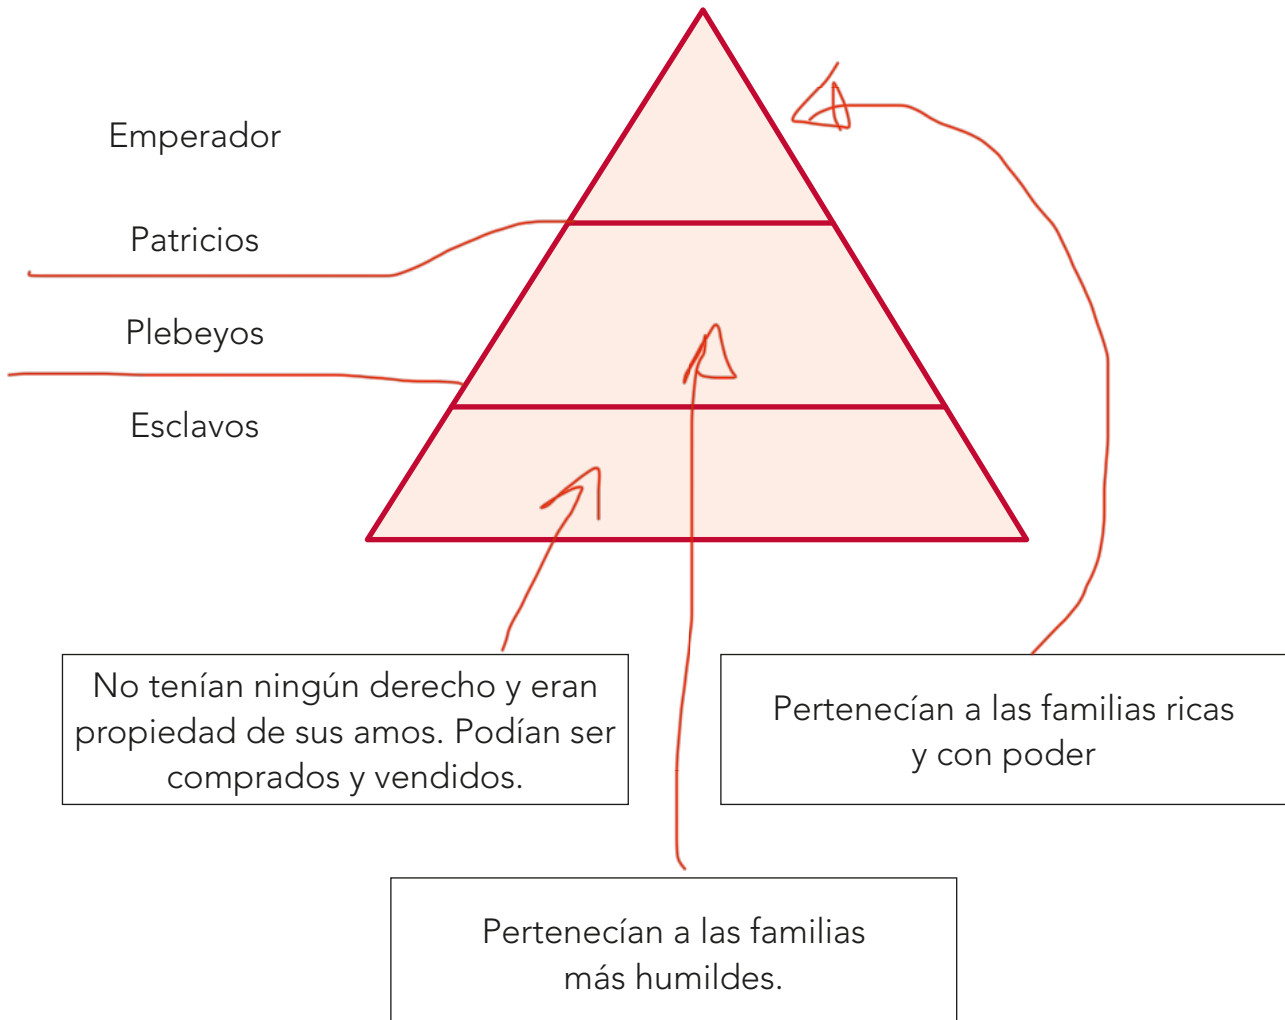 Emperador
Patricios
Plebeyos
Esclavos
No tenían ningún derecho y eran
propiedad de sus amos. Podían ser
comprados y vendidos.
Pertenecían a las familias ricas
y con poder
Pertenecían a las familias
más humildes.